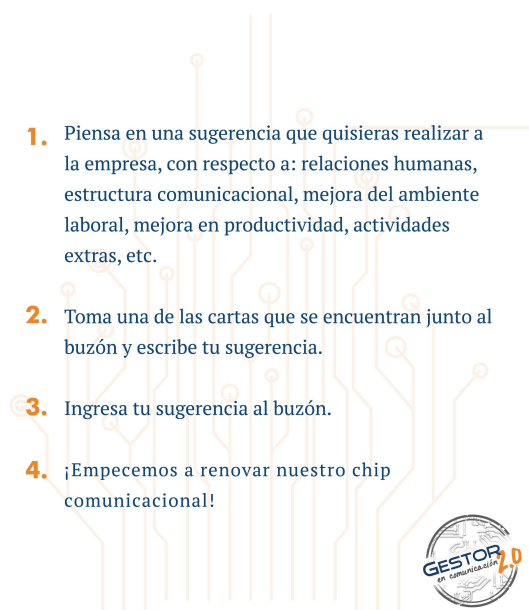 1. Piensa en una sugerencia que quisieras realizar a
la empresa, con respecto a: relaciones humanas,
estructura comunicacional, mejora del ambiente
laboral, mejora en productividad, actividades
extras, etc.
2. Toma una de las cartas que se encuentran junto al
buzón y escribe tu sugerencia.
3. Ingresa tu sugerencia al buzón.
4. ¡Empecemos a renovar nuestro chip
comunicacional!
GESTOR 2.0
en comunicación